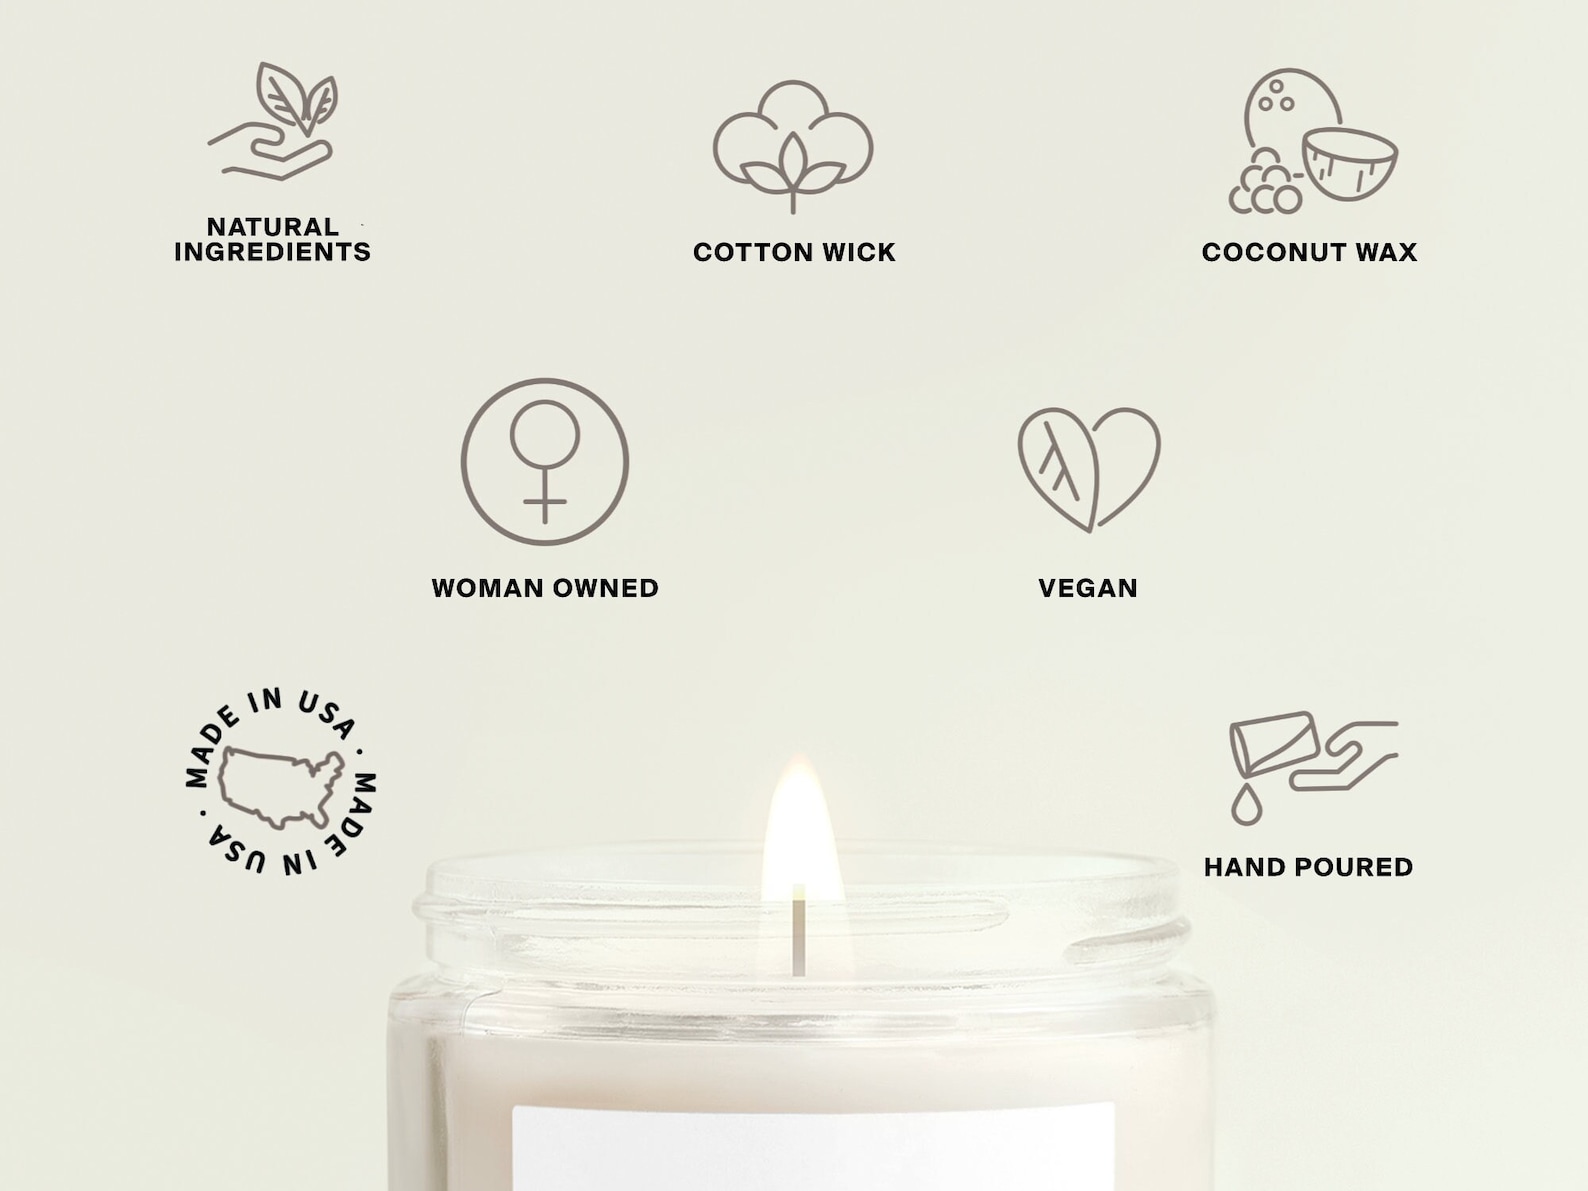 NATURAL
INGREDIENTS
COTTON WICK
COCONUT WAX
WOMAN OWNED
VEGAN
MADE IN USA · MADE IN USA ·
HAND POURED